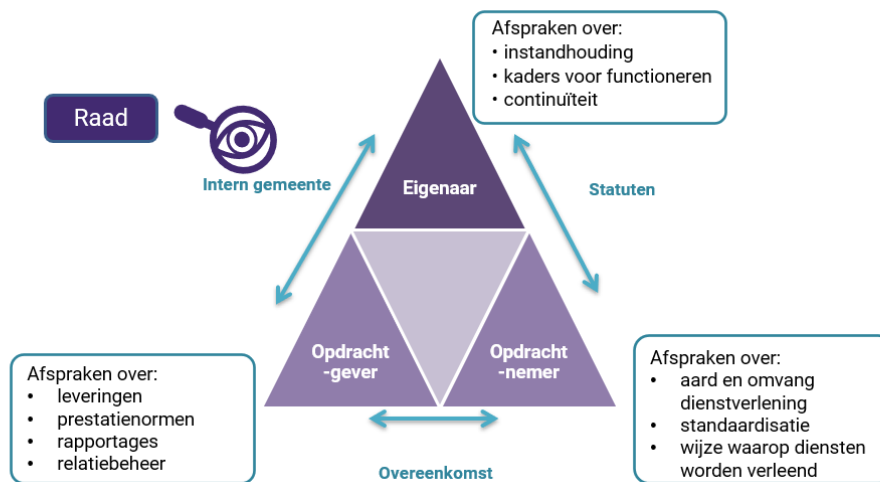 Afspraken over:
• instandhouding
• kaders voor functioneren
• continuïteit
Raad
Intern gemeente
Eigenaar
Statuten
Opdracht
-gever
Opdracht
-nemer
Afspraken over:
• leveringen
• prestatienormen
• rapportages
• relatiebeheer
Afspraken over:
• aard en omvang
dienstverlening
• standaardisatie
• wijze waarop diensten
worden verleend
Overeenkomst